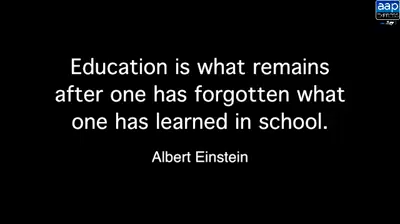 aap
Education is what remains
after one has forgotten what
one has learned in school.
Albert Einstein